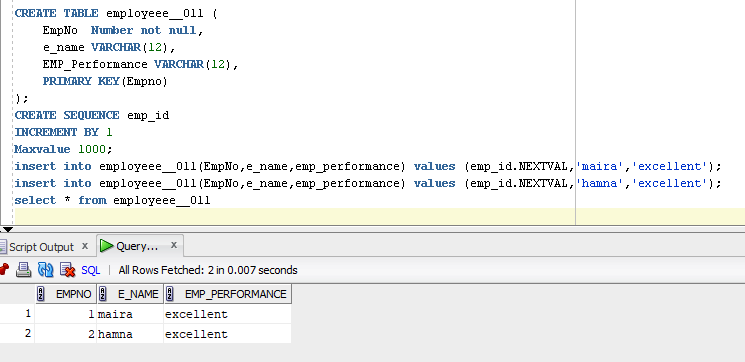 CREATE TABLE employeee__011 (
EmpNo Number not null,
e_name VARCHAR(12),
EMP_Performance VARCHAR(12),
PRIMARY KEY(Empno)
);
CREATE SEQUENCE emp_id
INCREMENT BY 1
Maxvalue 1000;
insert into employeee__011(EmpNo,e_name,emp_performance) values (emp_id.NEXTVAL,'maira','excellent');
insert into employeee__011(EmpNo,e_name,emp_performance) values (emp_id.NEXTVAL,'hamna','excellent');
select * from employeee__011
Script Output x Query... x
SQL | All Rows Fetched: 2 in 0.007 seconds
EMPNO E_NAME EMP_PERFORMANCE
1 1 maira excellent
2 2 hamna excellent